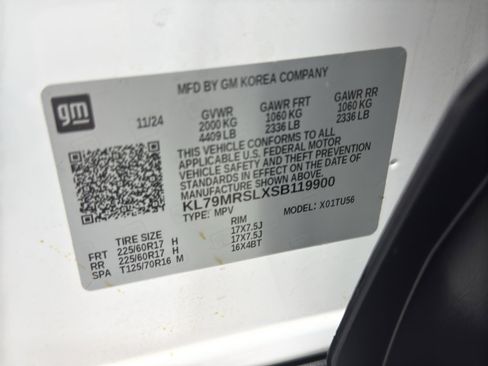 MFD BY GM KOREA COMPANY
gm
11/24
GVWR GAWR FRT GAWR RR
2000 KG 1060 KG 1060 KG
4409 LB 2336 LB 2336 LB
THIS VEHICLE CONFORMS TO ALL
APPLICABLE U.S. FEDERAL MOTOR
VEHICLE SAFETY AND THEFT PREVENTION
STANDARDS IN EFFECT ON THE DATE OF
MANUFACTURE SHOWN ABOVE.
KL79MRSLXSB119900
TYPE: MPV MODEL: X01TU56
TIRE SIZE RIM
FRT 225/60R17 H 17X7.5J
RR 225/60R17 H 17X7.5J
SPA T125/70R16 M 16X4BT